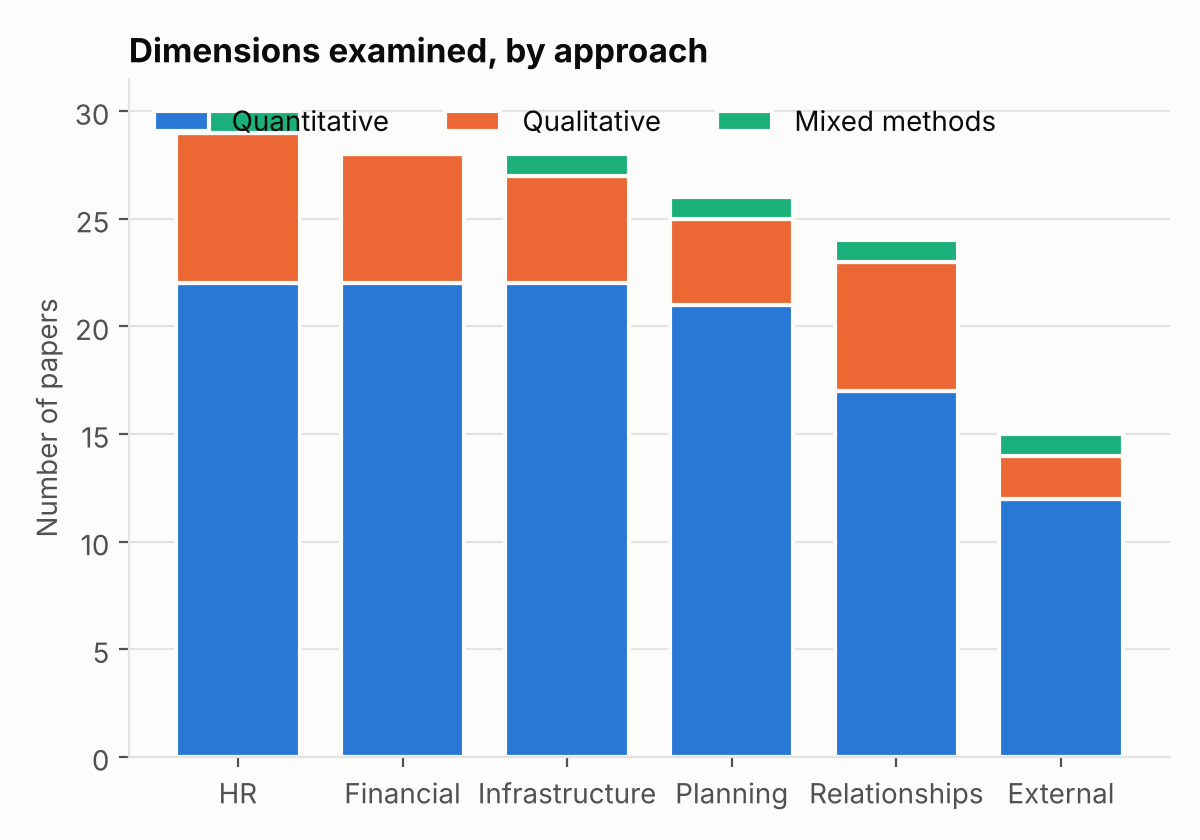 Dimensions examined, by approach
Quantitative Qualitative Mixed methods
Number of papers
30
25
20
15
10
5
0
HR Financial Infrastructure Planning Relationships External